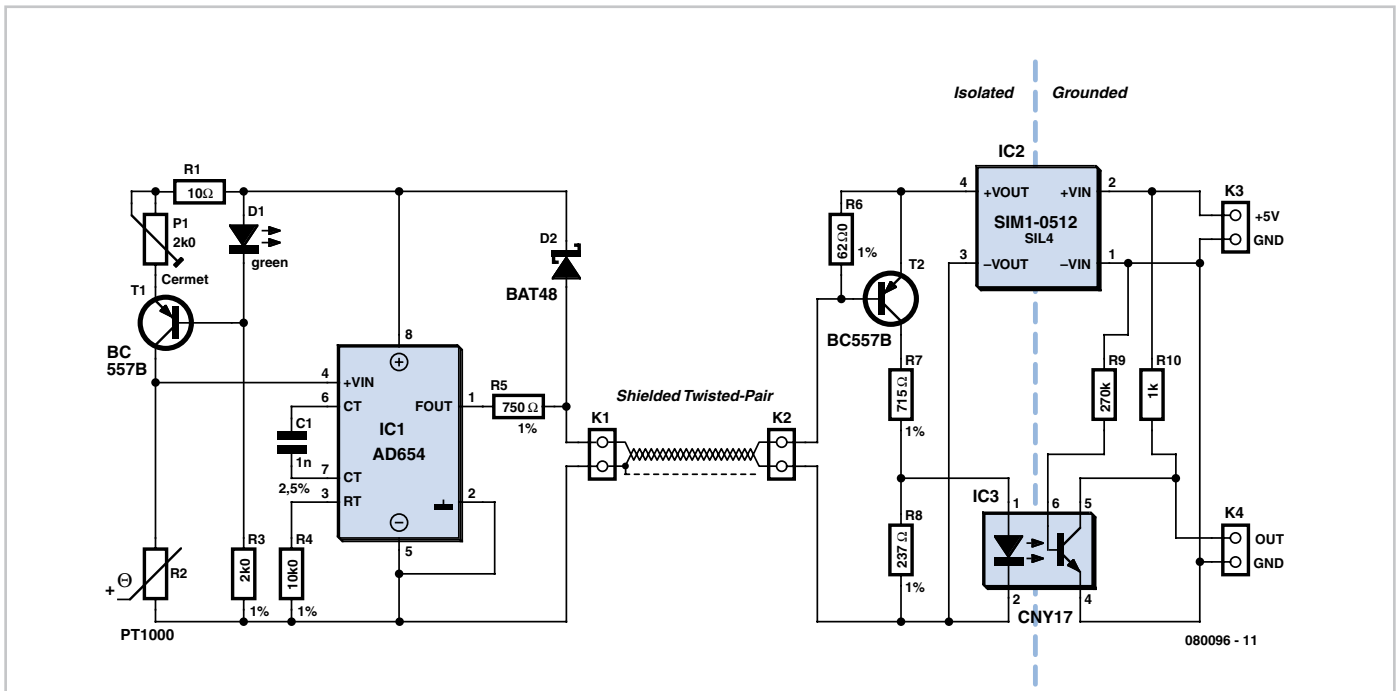 Isolated
Grounded
IC2
4
+VOUT
+VIN
2
SIM1-0512
SIL4
3
–VOUT
–VIN
1
K3
+5V
GND
R1
10Ω
P1
2k0
Cermet
D1
green
T1
BC
557B
D2
BAT48
R6
62Ω0
1%
T2
BC557B
R7
715 Ω
1%
R9
270k
R10
1k
8
4
+VIN
6
CT
FOUT
1
C1
1n
2,5%
IC1
AD654
7
CT
3
RT
2
5
R5
750 Ω
1%
Shielded Twisted-Pair
K1
K2
IC3
1
6
5
R8
237 Ω
1%
2
4
CNY17
K4
OUT
GND
+
Θ
R2
PT1000
R3
2k0
1%
R4
10k0
1%
080096 - 11